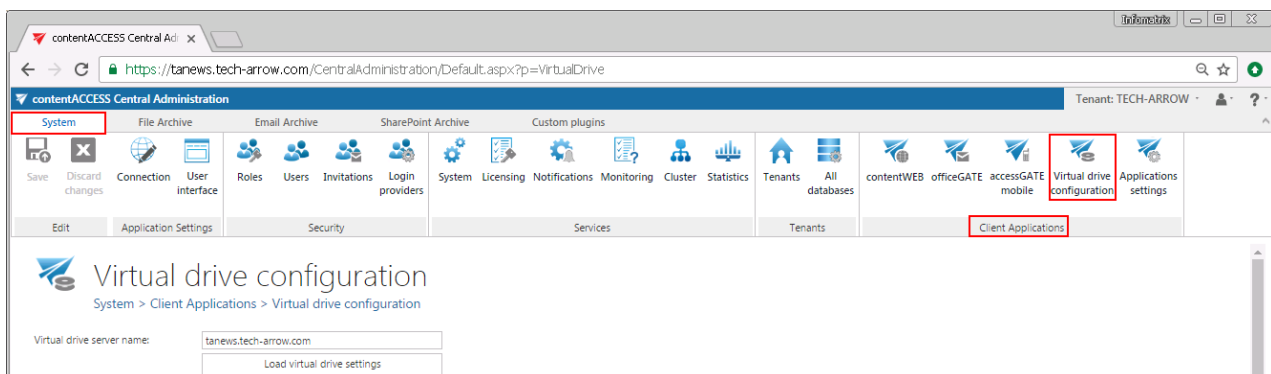 Infometrix
contentACCESS Central Adi
https://tanews.tech-arrow.com/CentralAdministration/Default.aspx?p=VirtualDrive
contentACCESS Central Administration
Tenant: TECH-ARROW
?
System File Archive Email Archive SharePoint Archive Custom plugins
Save Discard changes Connection User interface Roles Users Invitations Login providers System Licensing Notifications Monitoring Cluster Statistics Tenants All databases contentWEB officeGATE accessGATE mobile Virtual drive configuration Applications settings
Edit Application Settings Security Services Tenants Client Applications
Virtual drive configuration
System > Client Applications > Virtual drive configuration
Virtual drive server name: tanews.tech-arrow.com
Load virtual drive settings